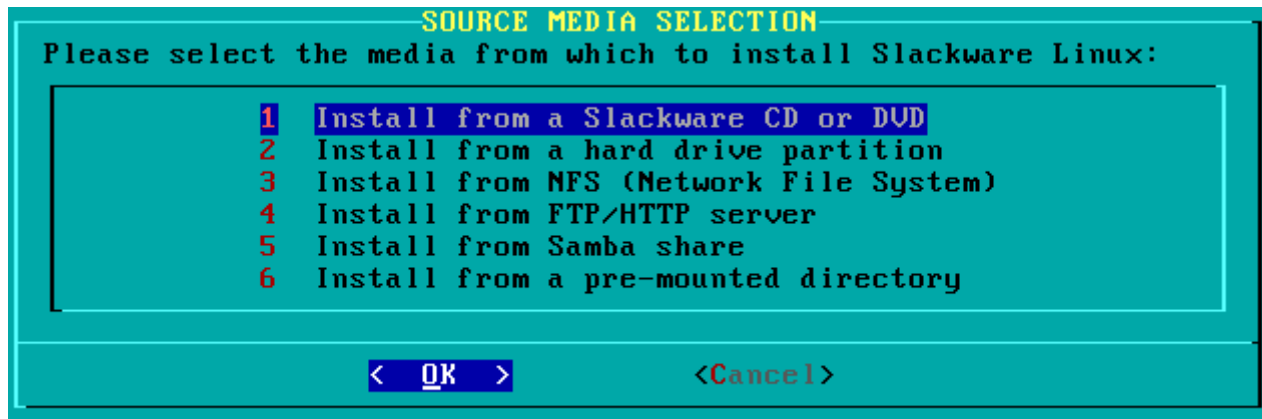 SOURCE MEDIA SELECTION
Please select the media from which to install Slackware Linux:
1 Install from a Slackware CD or DVD
2 Install from a hard drive partition
3 Install from NFS (Network File System)
4 Install from FTP/HTTP server
5 Install from Samba share
6 Install from a pre-mounted directory
< OK > <Cancel>